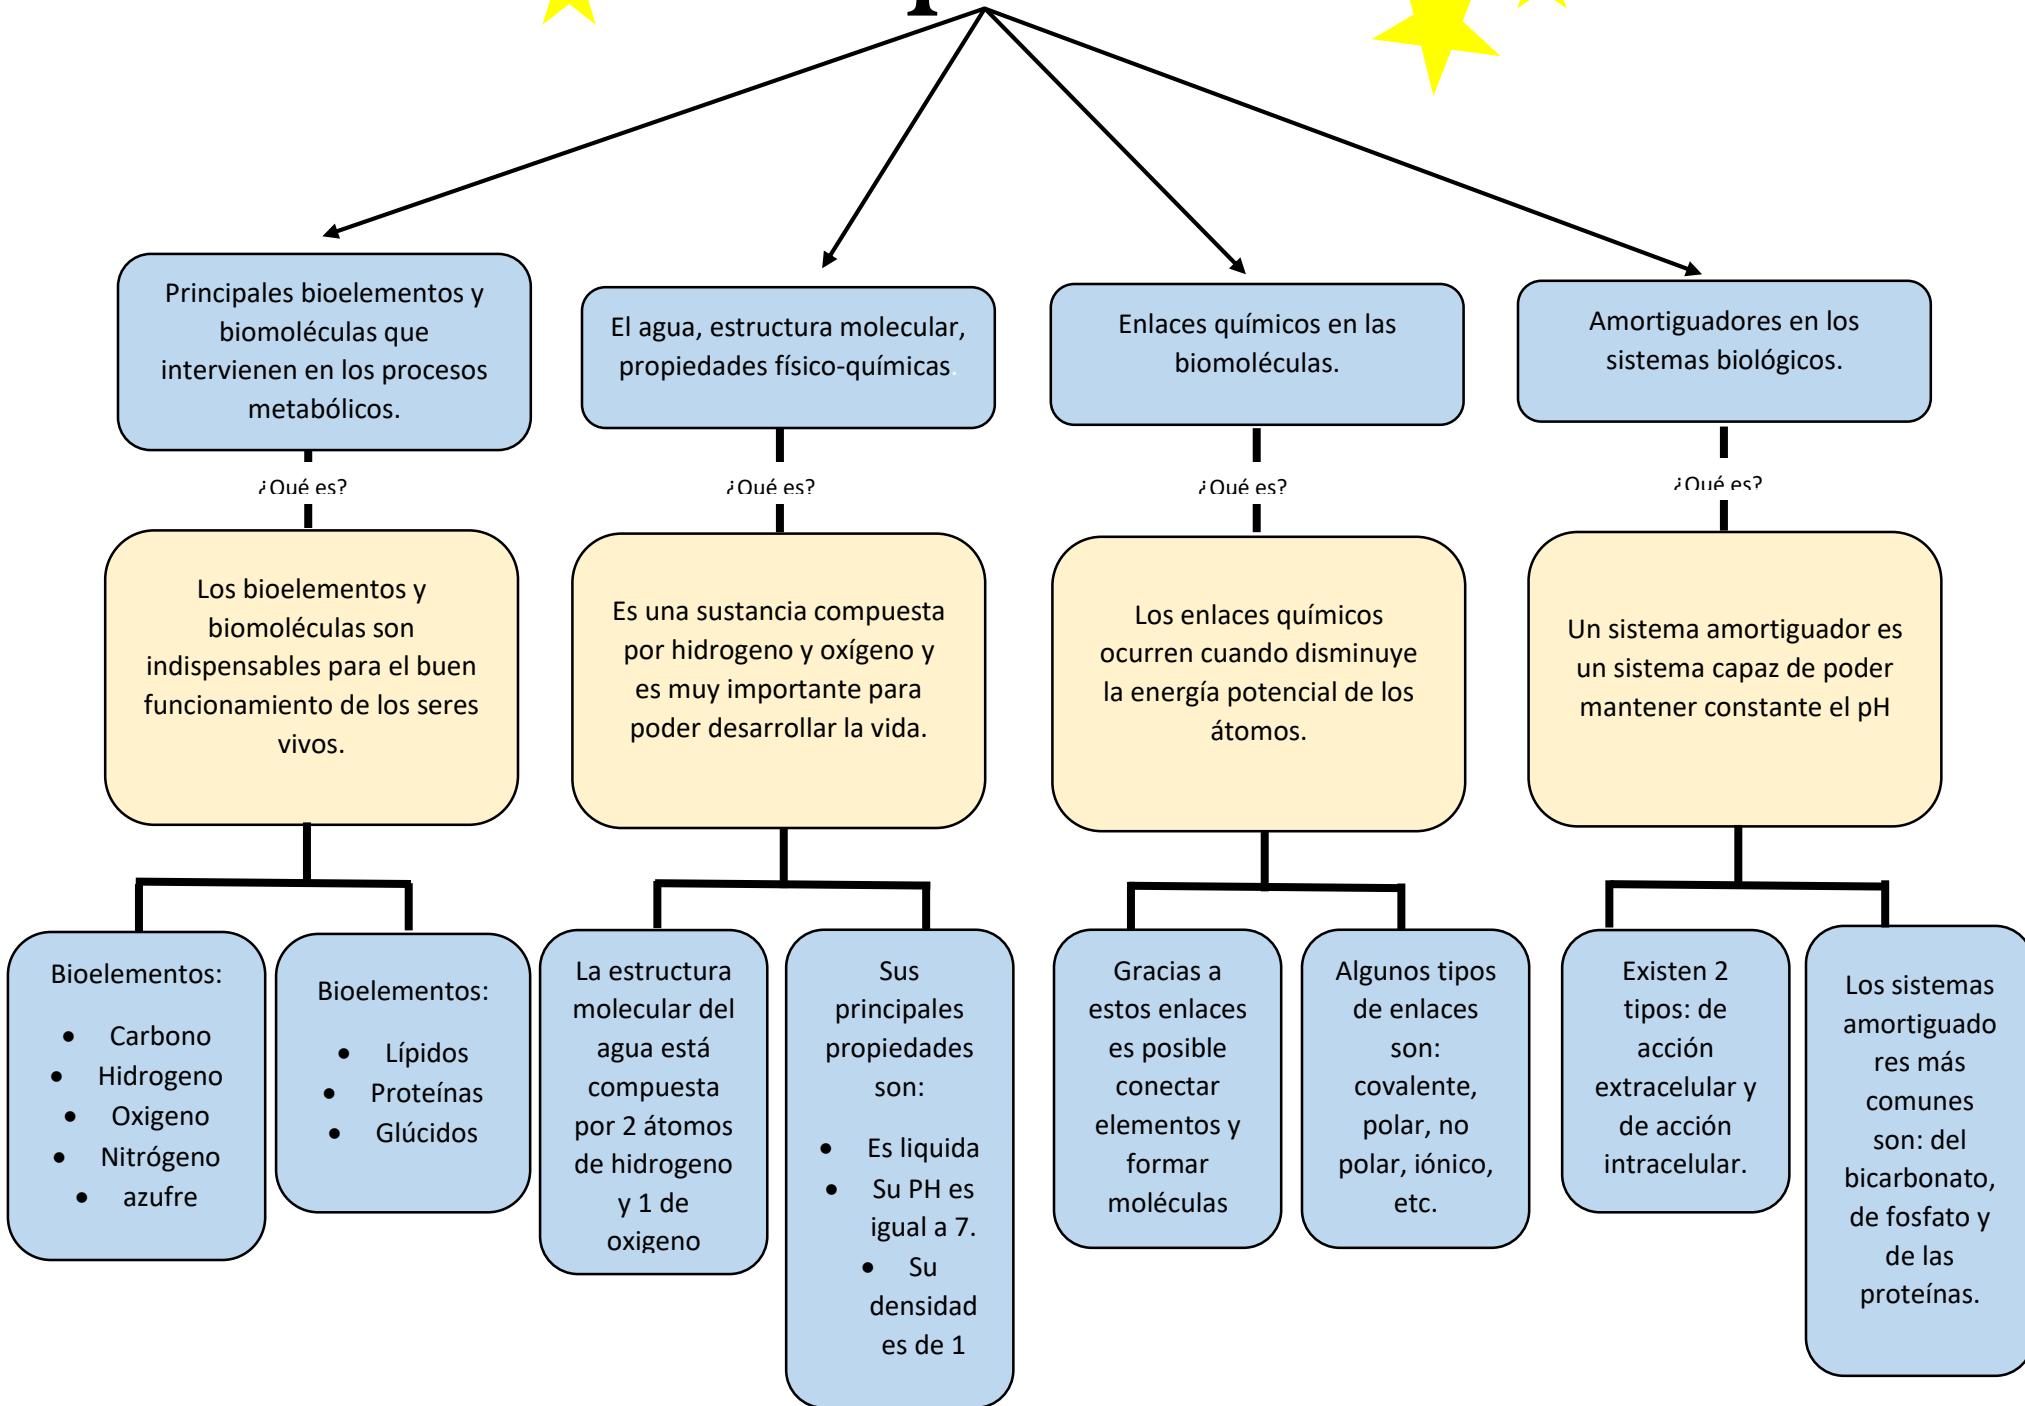 Principales bioelementos y
biomoléculas que
intervienen en los procesos
metabólicos.
El agua, estructura molecular,
propiedades físico-químicas.
Enlaces químicos en las
biomoléculas.
Amortiguadores en los
sistemas biológicos.
¿Qué es?
¿Qué es?
¿Qué es?
¿Qué es?
Los bioelementos y
biomoléculas son
indispensables para el buen
funcionamiento de los seres
vivos.
Es una sustancia compuesta
por hidrogeno y oxígeno y
es muy importante para
poder desarrollar la vida.
Los enlaces químicos
ocurren cuando disminuye
la energía potencial de los
átomos.
Un sistema amortiguador es
un sistema capaz de poder
mantener constante el pH
Bioelementos:
• Carbono
• Hidrogeno
• Oxigeno
• Nitrógeno
• azufre
Bioelementos:
• Lípidos
• Proteínas
• Glúcidos
La estructura
molecular del
agua está
compuesta
por 2 átomos
de hidrogeno
y 1 de
oxigeno
Sus
principales
propiedades
son:
• Es liquida
• Su PH es
igual a 7.
• Su
densidad
es de 1
Gracias a
estos enlaces
es posible
conectar
elementos y
formar
moléculas
Algunos tipos
de enlaces
son:
covalente,
polar, no
polar, iónico,
etc.
Existen 2
tipos: de
acción
extracelular y
de acción
intracelular.
Los sistemas
amortiguado
res más
comunes
son: del
bicarbonato,
de fosfato y
de las
proteínas.